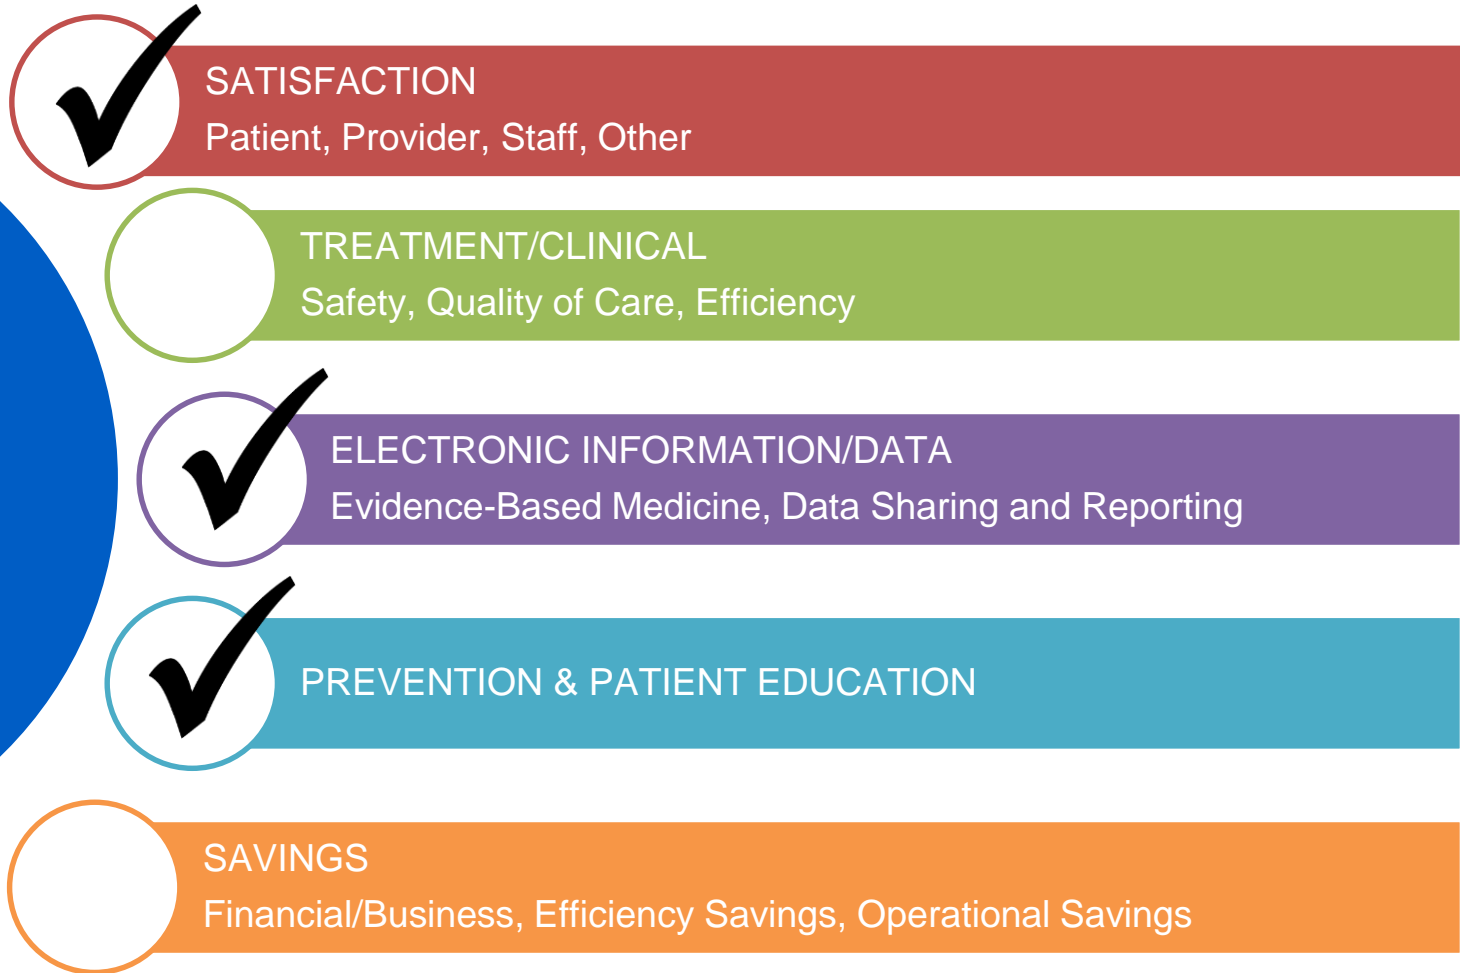 SATISFACTION
Patient, Provider, Staff, Other
TREATMENT/CLINICAL
Safety, Quality of Care, Efficiency
ELECTRONIC INFORMATION/DATA
Evidence-Based Medicine, Data Sharing and Reporting
PREVENTION & PATIENT EDUCATION
SAVINGS
Financial/Business, Efficiency Savings, Operational Savings